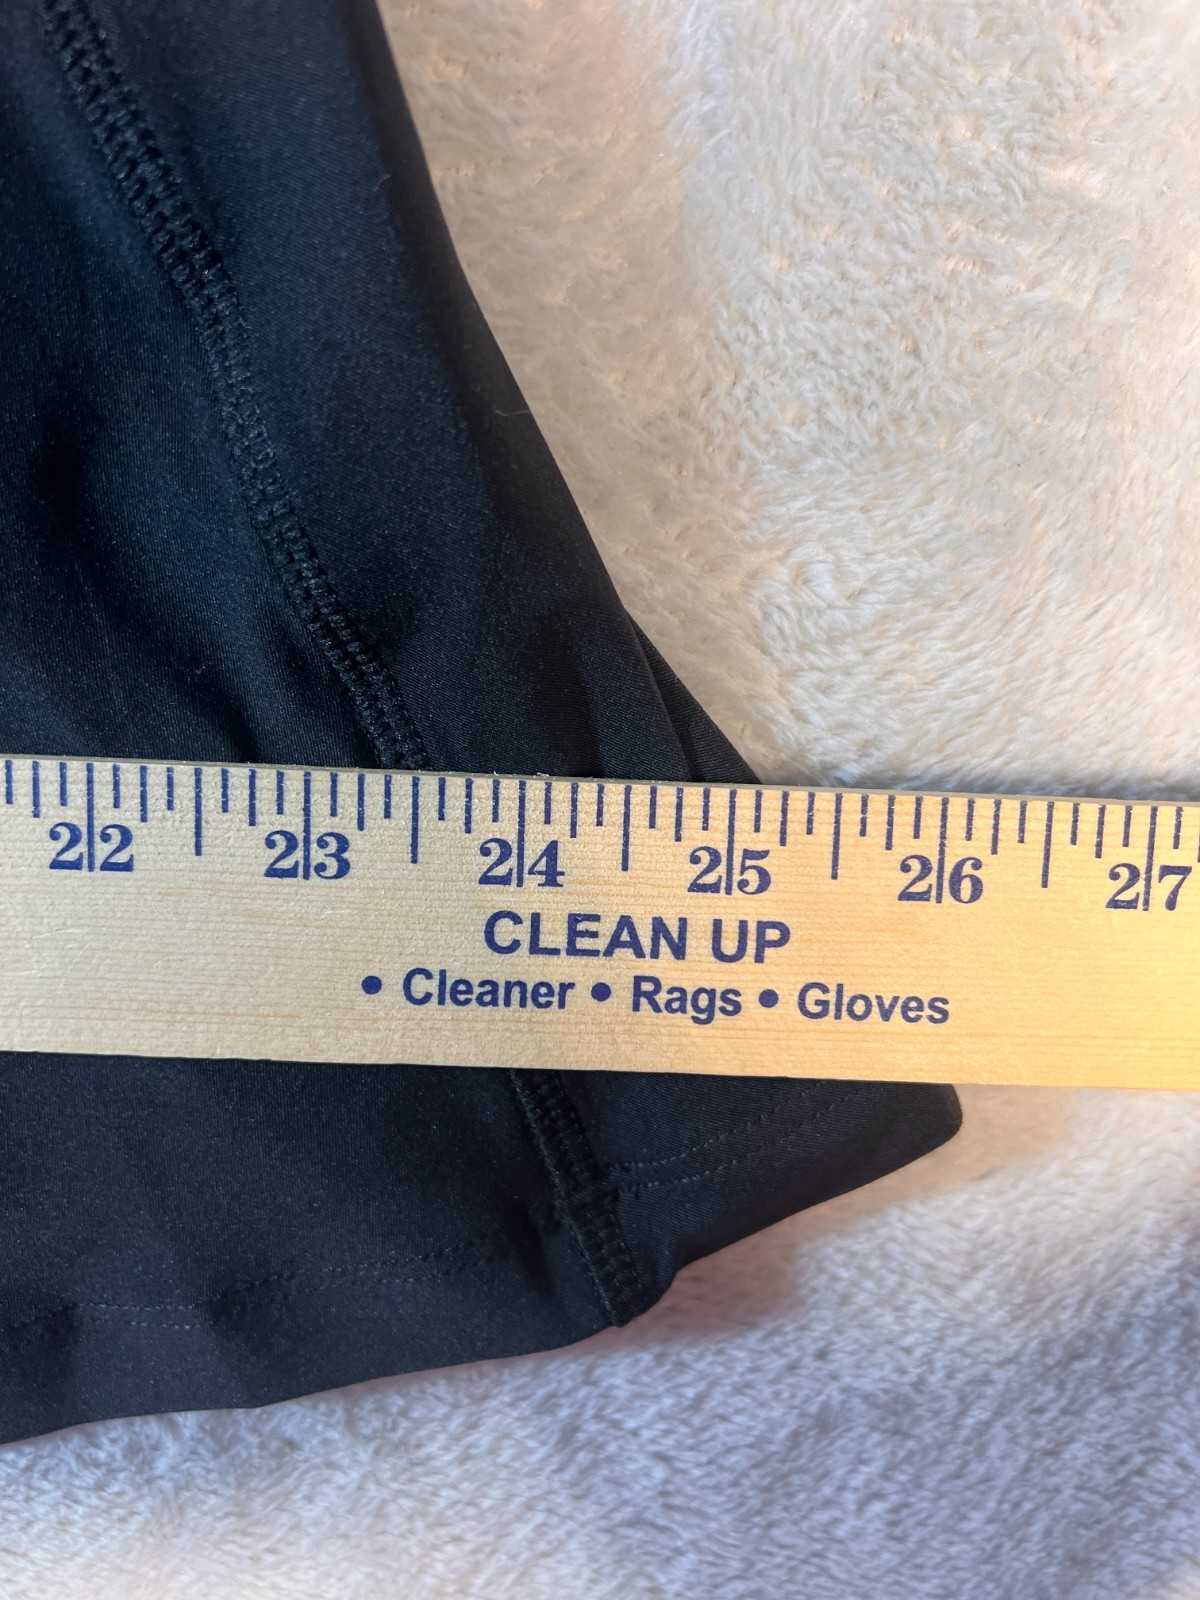 22 23 24 25 26 27
CLEAN UP
• Cleaner • Rags • Gloves